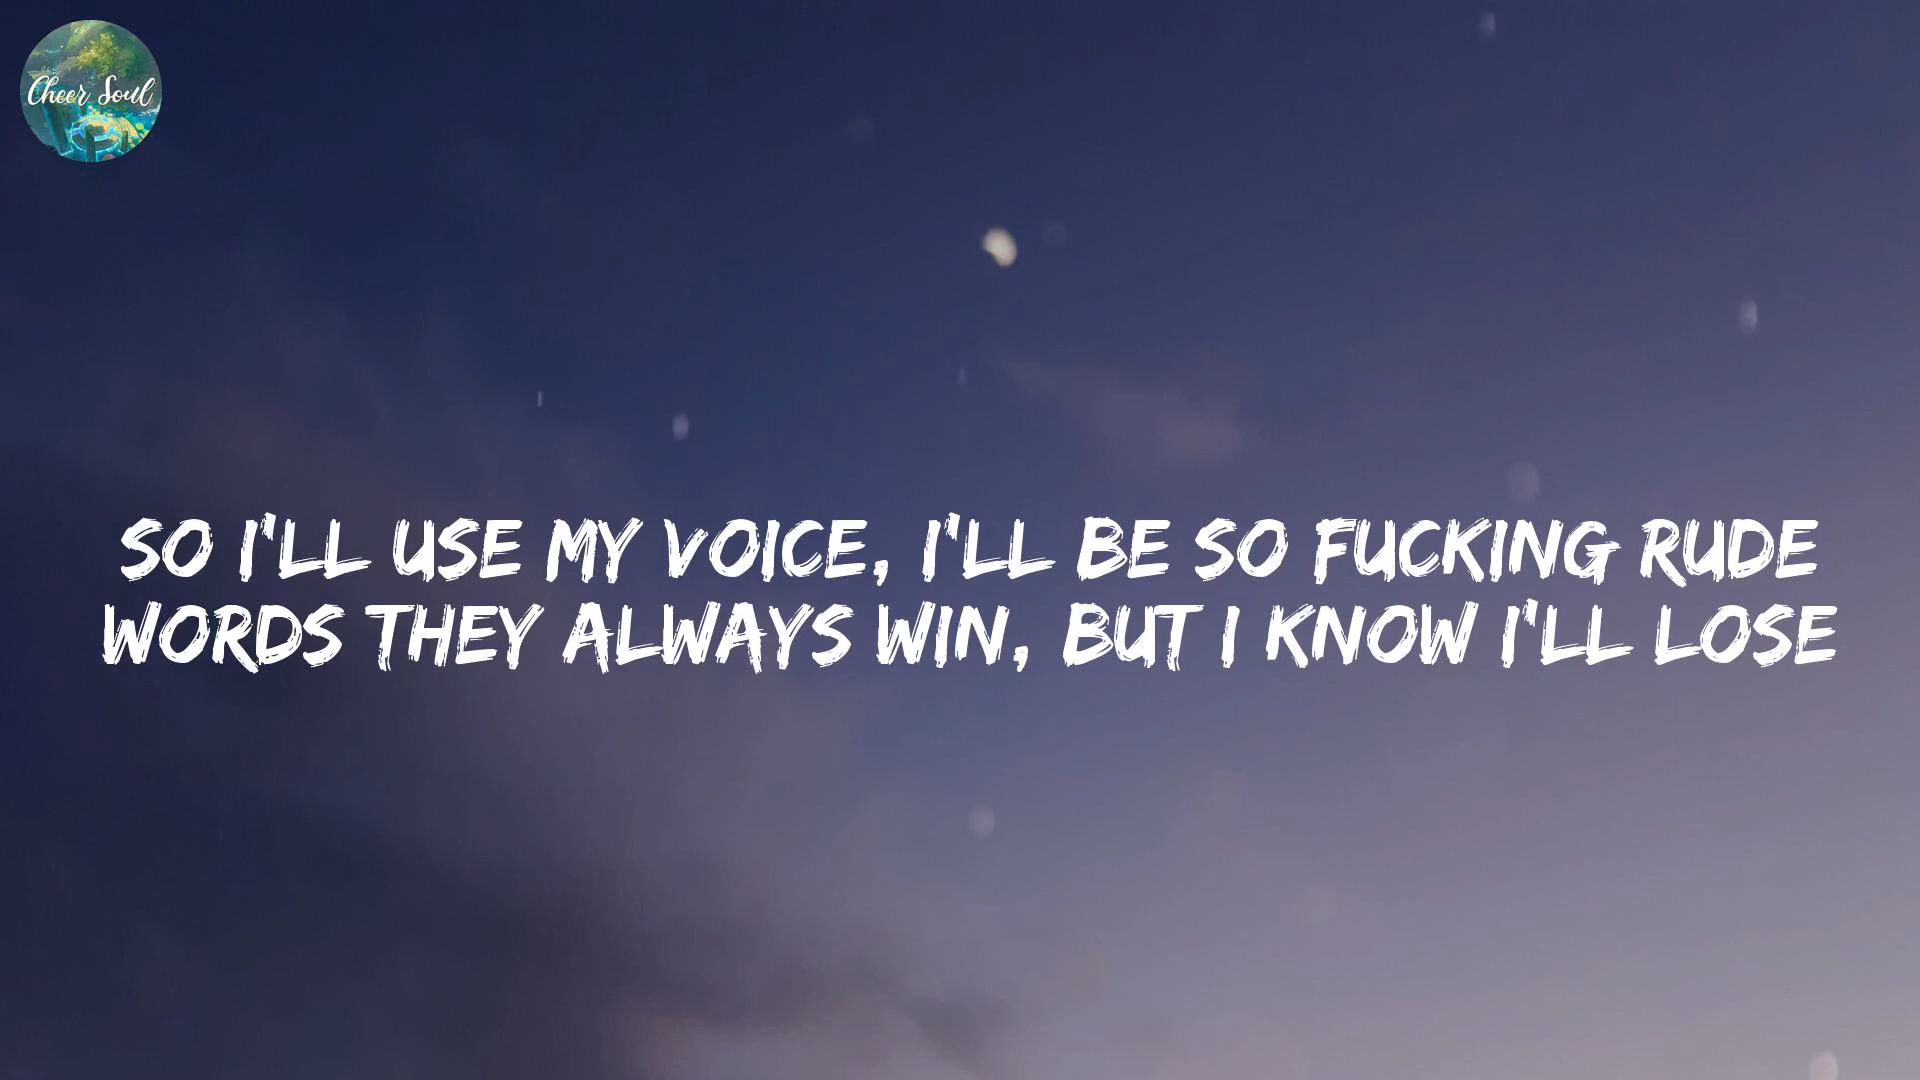 Cheer Soul
SO I'LL USE MY VOICE, I'LL BE SO FUCKING RUDE
WORDS THEY ALWAYS WIN, BUT I KNOW I'LL LOSE